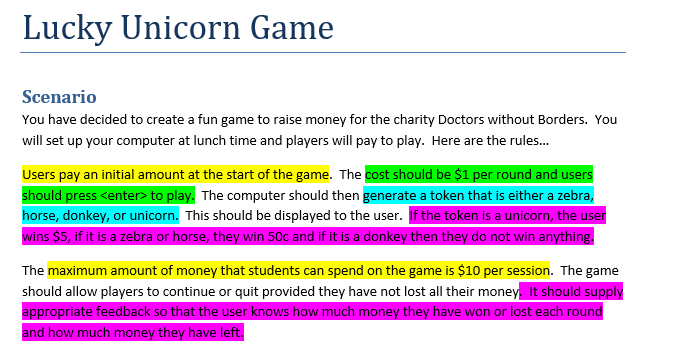 Lucky Unicorn Game
Scenario
You have decided to create a fun game to raise money for the charity Doctors without Borders.  You
will set up your computer at lunch time and players will pay to play.  Here are the rules...
Users pay an initial amount at the start of the game.  The cost should be $1 per round and users
should press <enter> to play.  The computer should then generate a token that is either a zebra,
horse, donkey, or unicorn.  This should be displayed to the user.  If the token is a unicorn, the user
wins $5, if it is a zebra or horse, they win 50c and if it is a donkey then they do not win anything.
The maximum amount of money that students can spend on the game is $10 per session.  The game
should allow players to continue or quit provided they have not lost all their money.  It should supply
appropriate feedback so that the user knows how much money they have won or lost each round
and how much money they have left.